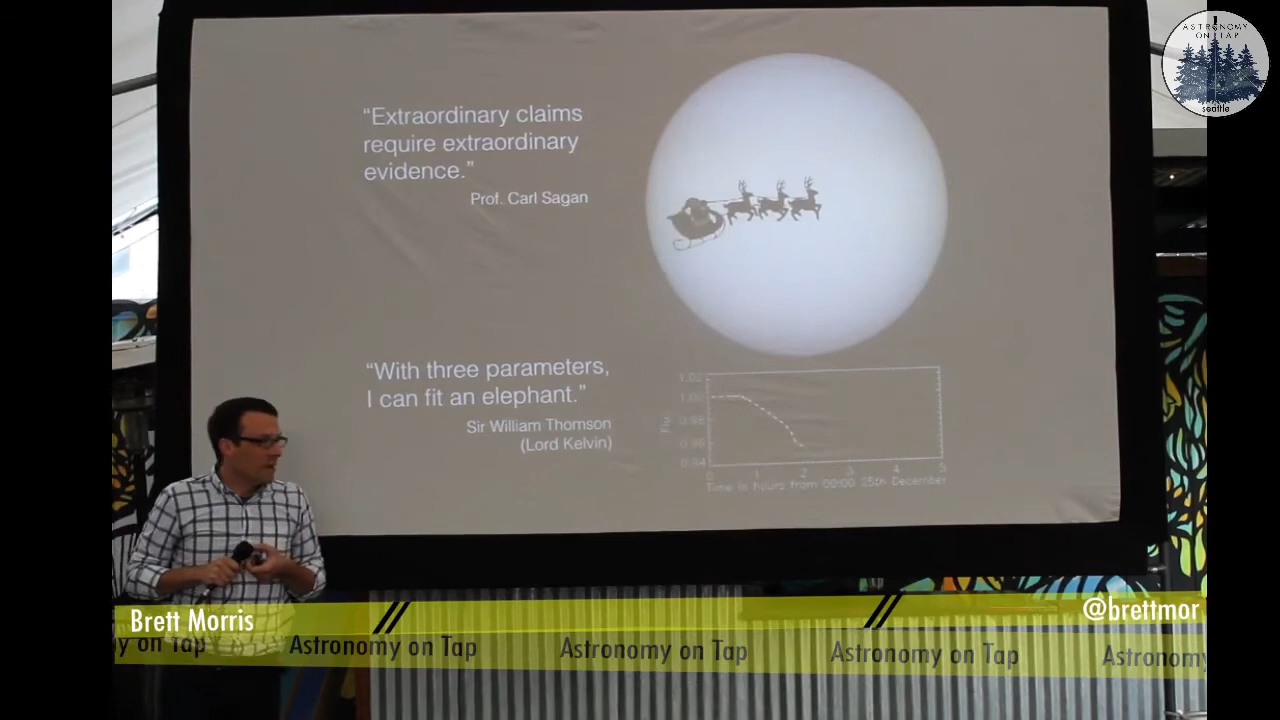 ASTRONOMY
ON TAP
seattle
“Extraordinary claims
require extraordinary
evidence.”
Prof. Carl Sagan
“With three parameters,
I can fit an elephant.”
Sir William Thomson
(Lord Kelvin)
1.02
1.00
0.98
0.96
0.94
Flu
0 1 2 3 4 5
Time in hours from 00:00 25th December
Brett Morris
@brettmor
y on Tap
Astronomy on Tap
Astronomy on Tap
Astronomy on Tap
Astronomy